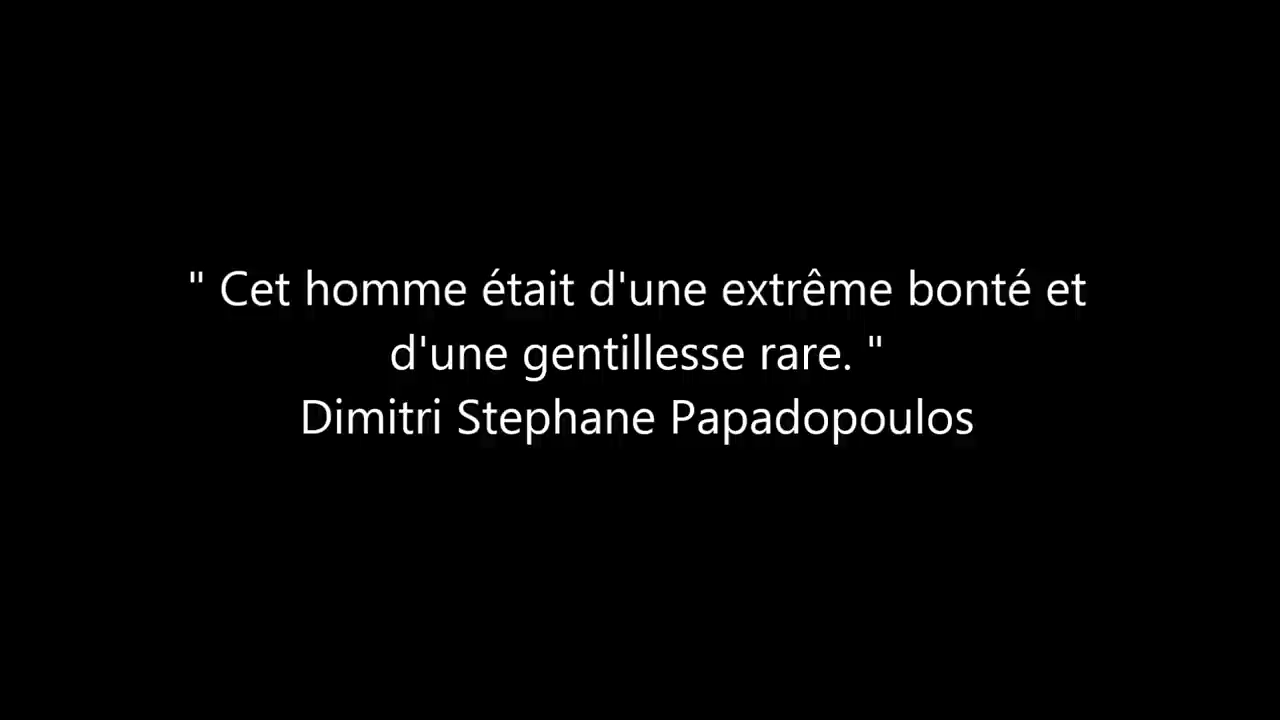 " Cet homme était d'une extrême bonté et
d'une gentillesse rare. "
Dimitri Stephane Papadopoulos